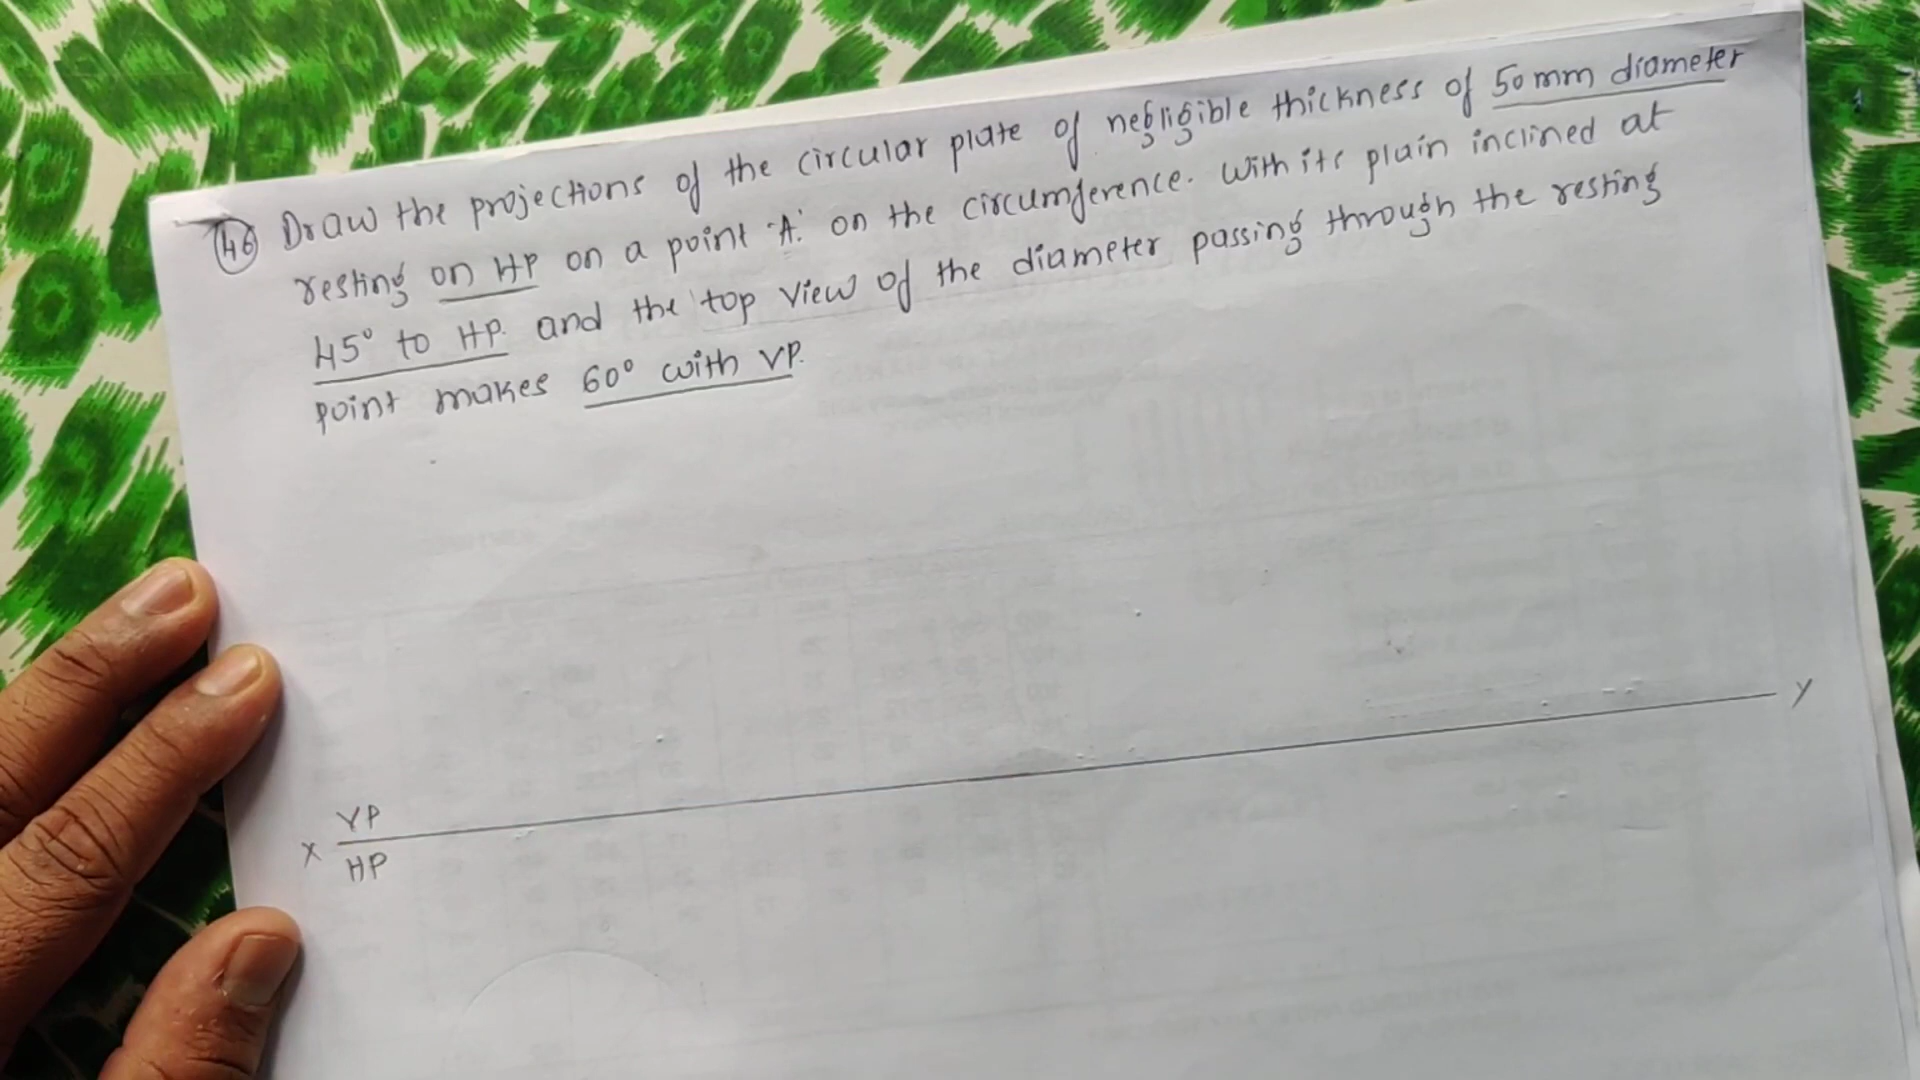 46 Draw the projections of the circular plate of negligible thickness of 50 mm diameter
resting on HP on a point 'A' on the circumference. With its plain inclined at
45° to HP. and the top view of the diameter passing through the resting
point makes 60° with VP.
Y
VP
X
HP